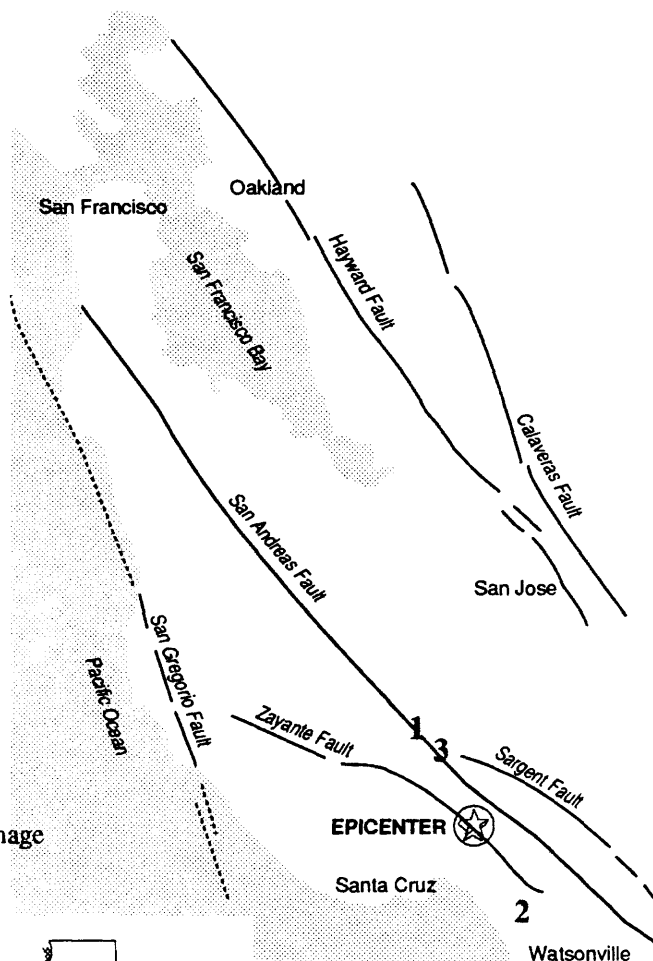 Oakland
San Francisco
Hayward Fault
San Francisco Bay
Calaveras Fault
San Andreas Fault
San Jose
San Gregorio Fault
Pacific Ocean
Zayante Fault
1
3
Sargent Fault
EPICENTER
Santa Cruz
2
Watsonville